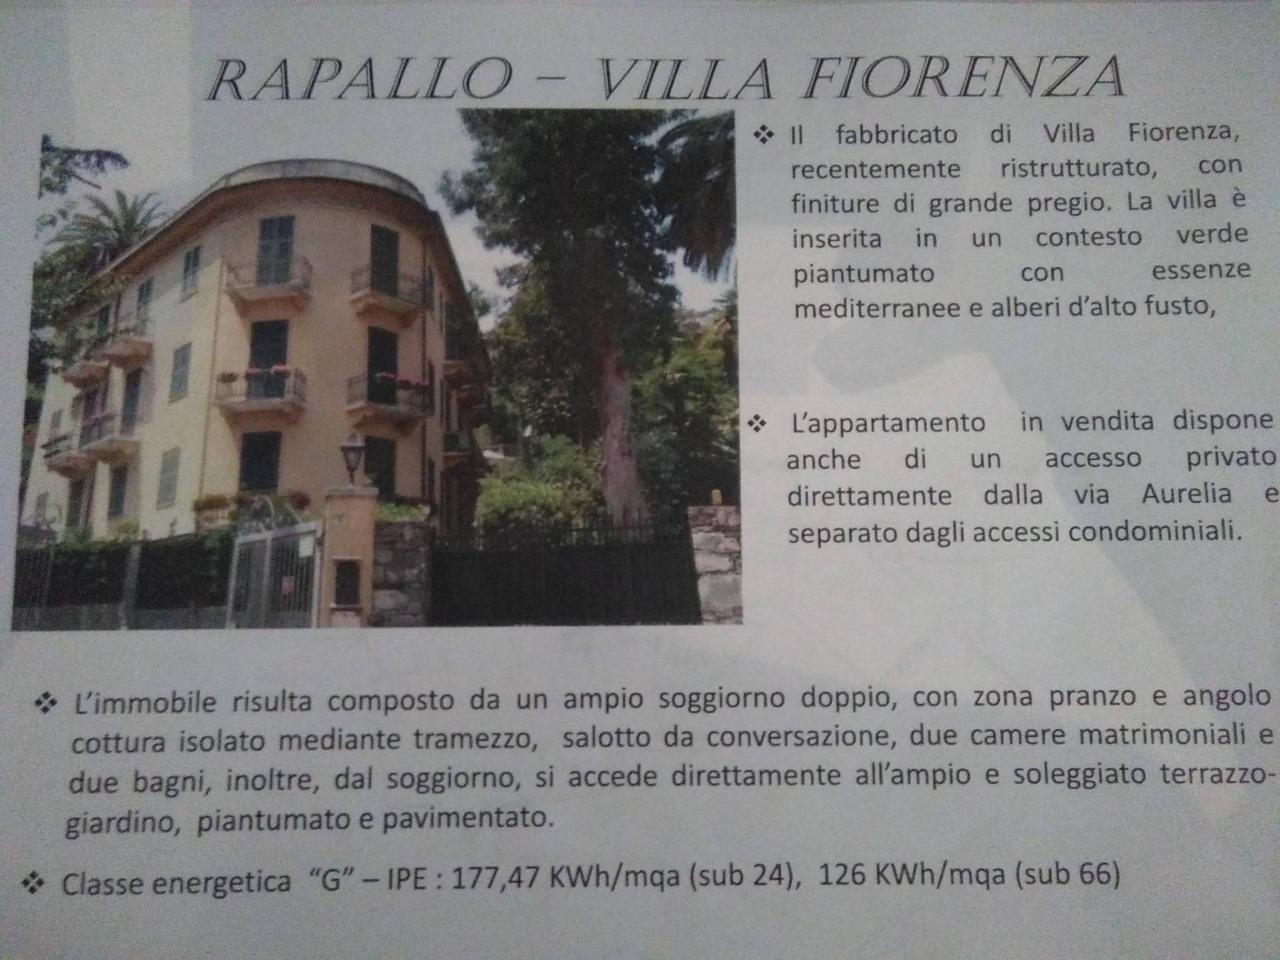 RAPALLO – VILLA FIORENZA
❖ Il fabbricato di Villa Fiorenza,
recentemente ristrutturato, con
finiture di grande pregio. La villa è
inserita in un contesto verde
piantumato con essenze
mediterranee e alberi d'alto fusto,
❖ L'appartamento in vendita dispone
anche di un accesso privato
direttamente dalla via Aurelia e
separato dagli accessi condominiali.
❖ L'immobile risulta composto da un ampio soggiorno doppio, con zona pranzo e angolo
cottura isolato mediante tramezzo, salotto da conversazione, due camere matrimoniali e
due bagni, inoltre, dal soggiorno, si accede direttamente all'ampio e soleggiato terrazzo-
giardino, piantumato e pavimentato.
❖ Classe energetica "G" – IPE : 177,47 KWh/mqa (sub 24), 126 KWh/mqa (sub 66)